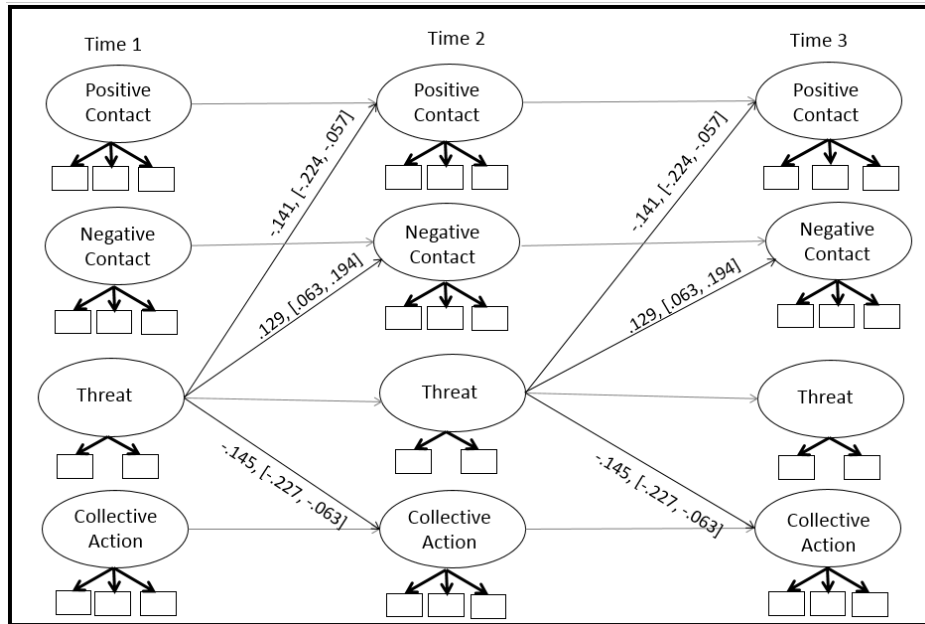 Time 1
Time 2
Time 3
Positive
Contact
Positive
Contact
Positive
Contact
-.141, [-.224, -.057]
-.141, [-.224, -.057]
Negative
Contact
Negative
Contact
Negative
Contact
.129, [.063, .194]
.129, [.063, .194]
Threat
Threat
Threat
-.145, [-.227, -.063]
-.145, [-.227, -.063]
Collective
Action
Collective
Action
Collective
Action